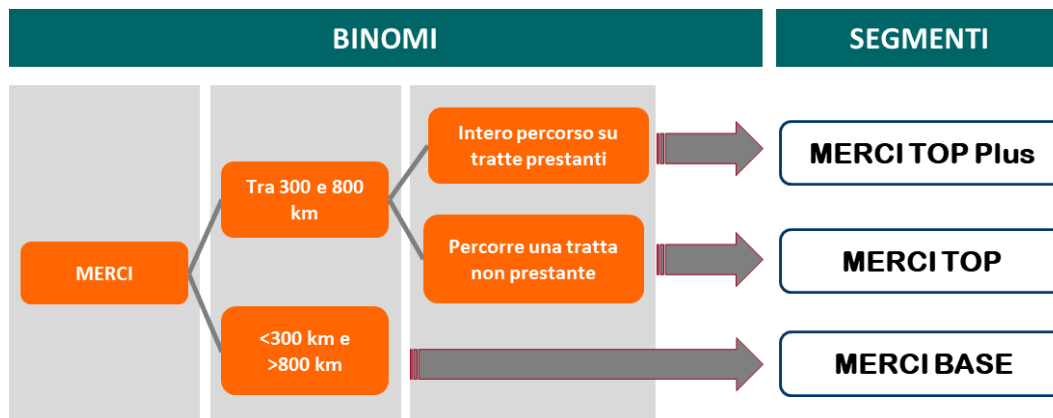 BINOMI
SEGMENTI
MERCI
Tra 300 e 800
km
<300 km e
>800 km
Intero percorso su
tratte prestanti
Percorre una tratta
non prestante
MERCI TOP Plus
MERCI TOP
MERCI BASE